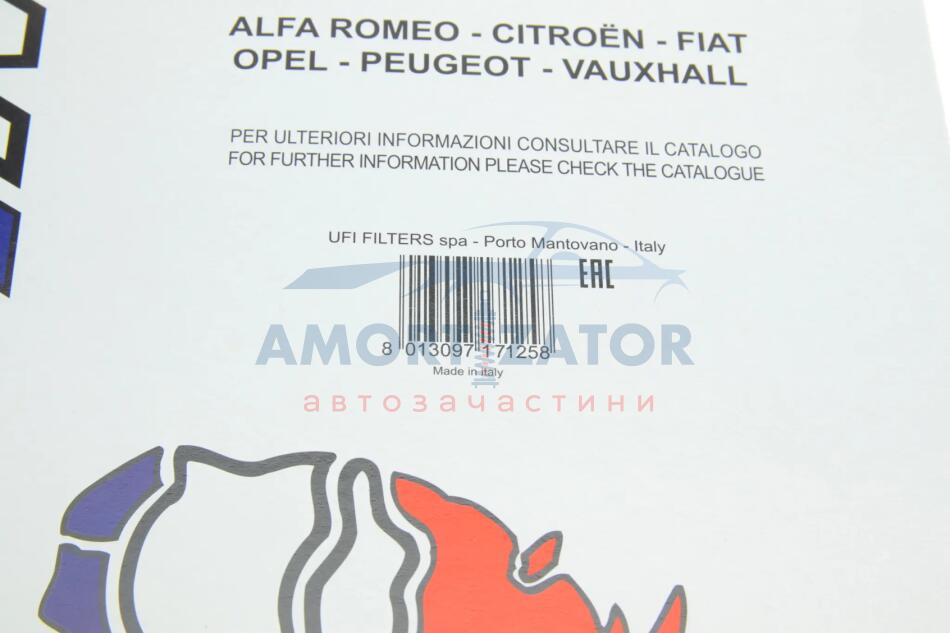 ALFA ROMEO - CITROËN - FIAT
OPEL - PEUGEOT - VAUXHALL
PER ULTERIORI INFORMAZIONI CONSULTARE IL CATALOGO
FOR FURTHER INFORMATION PLEASE CHECK THE CATALOGUE
UFI FILTERS spa - Porto Mantovano - Italy
EAC
8 013097 171258
Made in italy
AMORTIZATOR
автозачастини